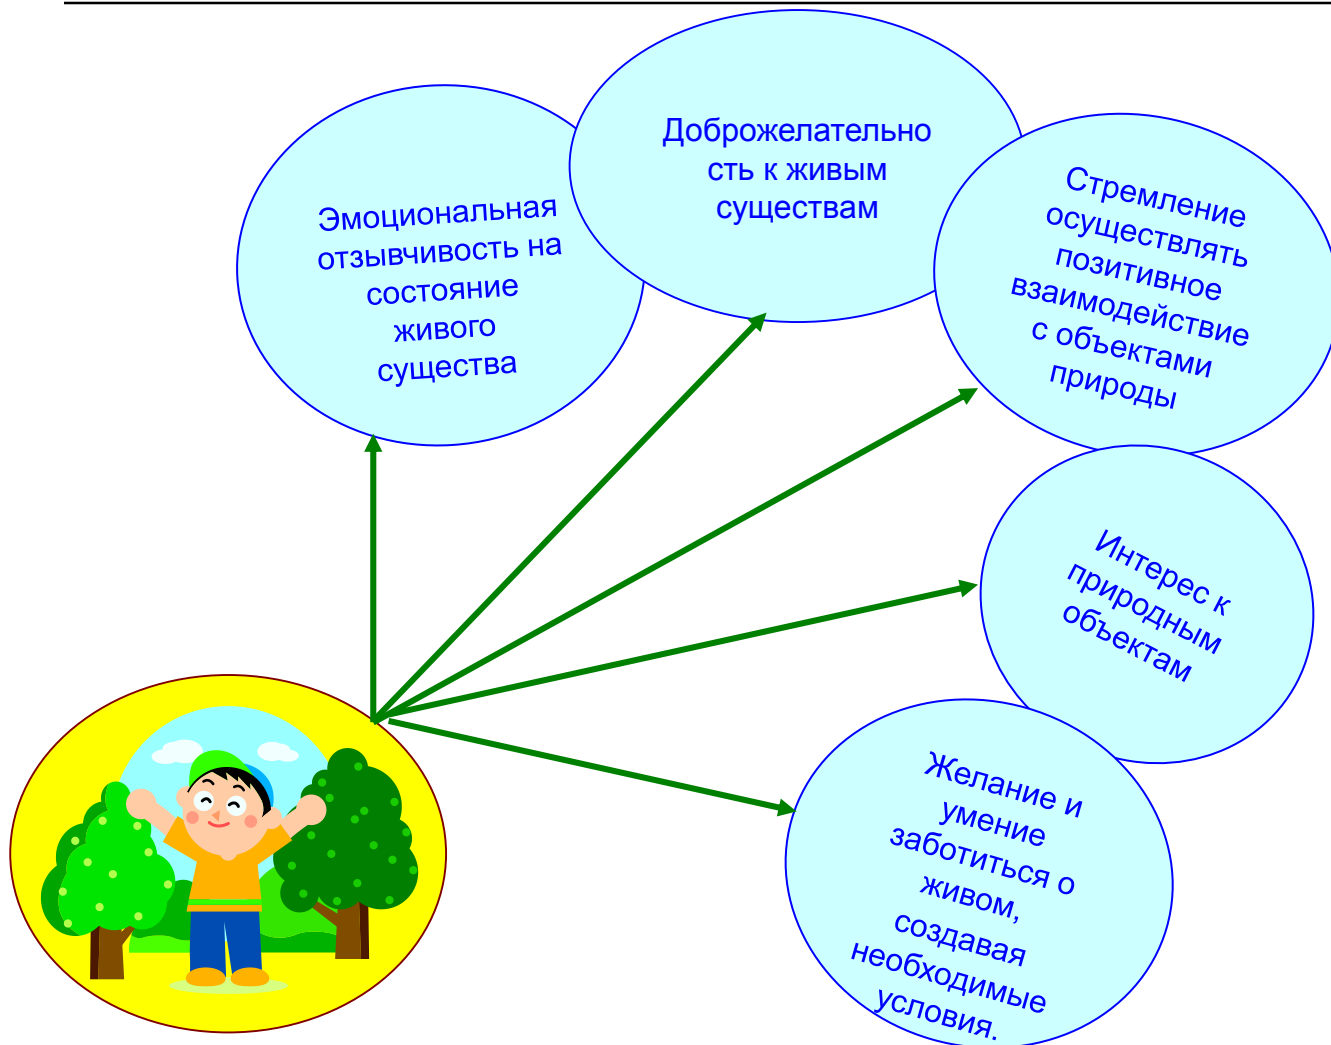 Эмоциональная
отзывчивость на
состояние
живого
существа
Доброжелательно
сть к живым
существам
Стремление
осуществлять
позитивное
взаимодействие
с объектами
природы
Интерес к
природным
объектам
Желание и
умение
заботиться о
живом,
создавая
необходимые
условия.